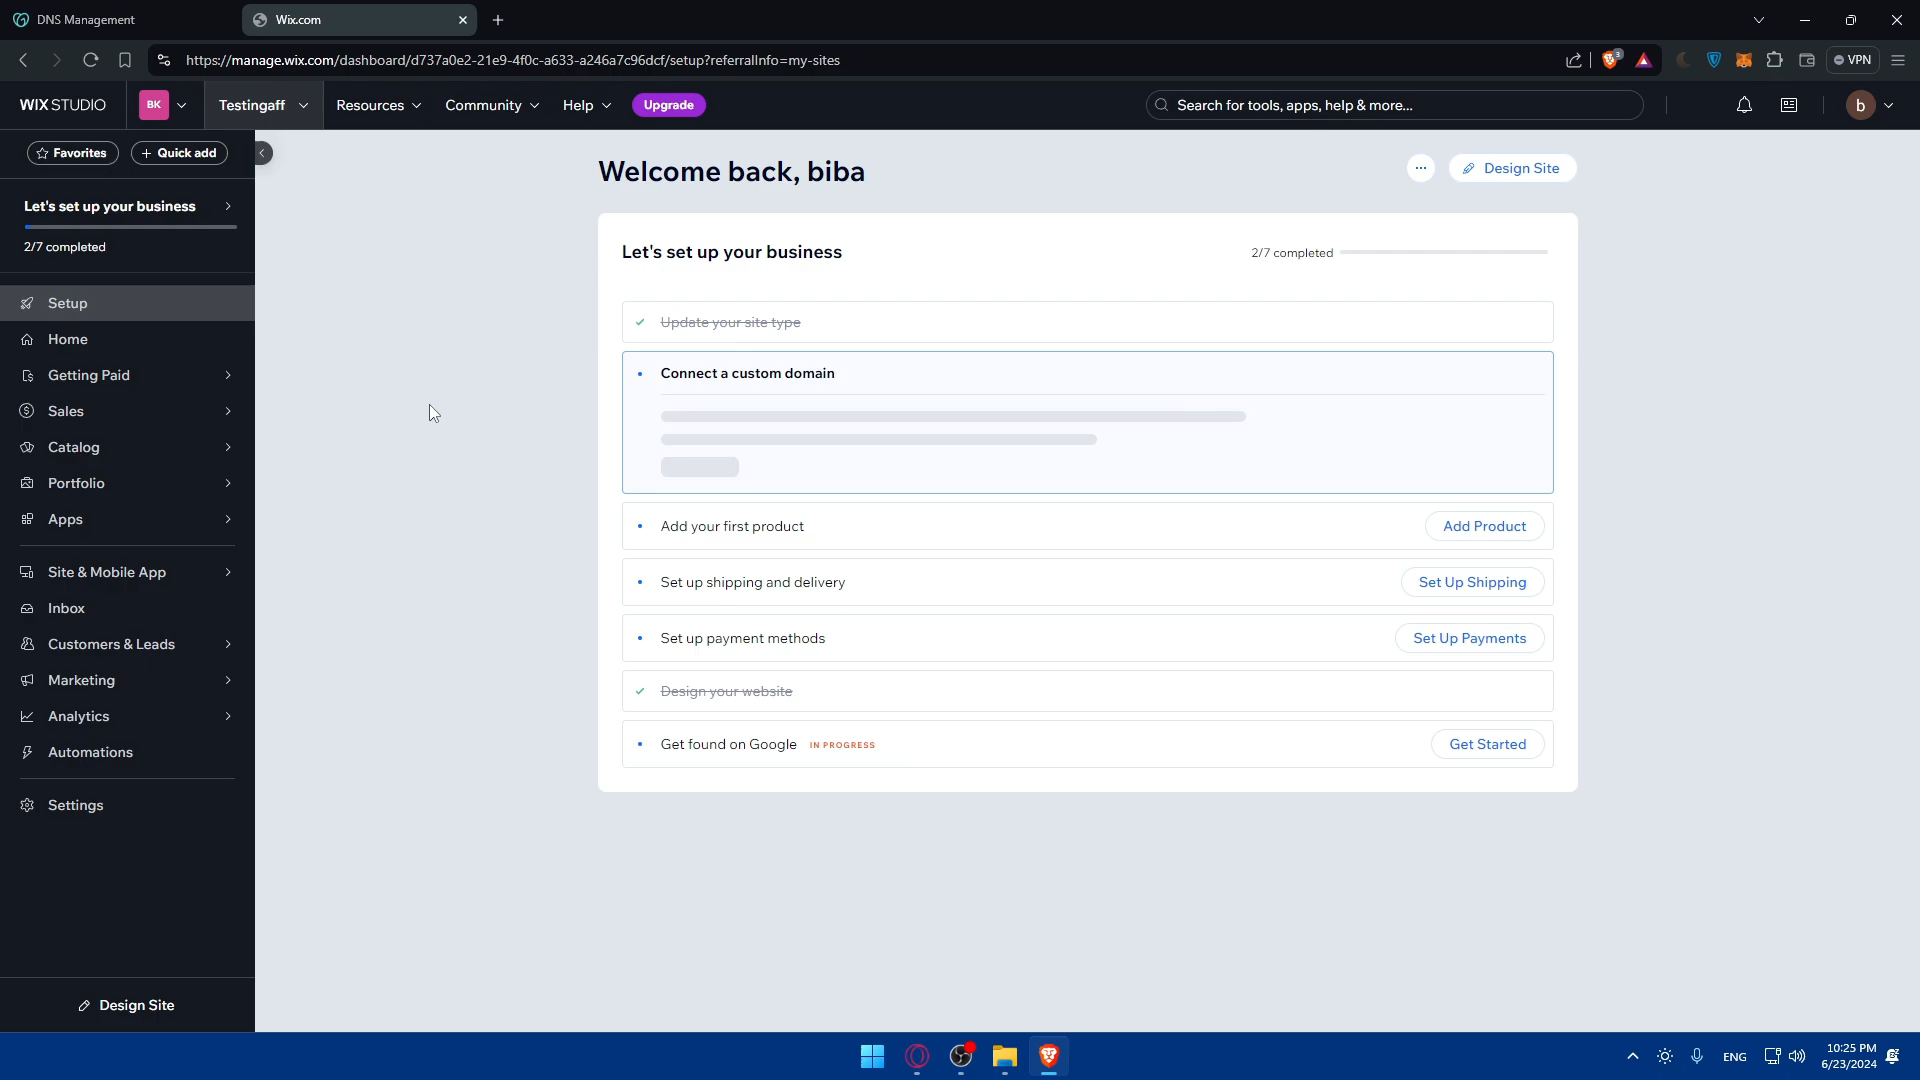 DNS Management
Wix.com
https://manage.wix.com/dashboard/d737a0e2-21e9-4f0c-a633-a246a7c96dcf/setup?referralInfo=my-sites
3
VPN
WIX STUDIO
BK
Testingaff
Resources
Community
Help
Upgrade
Search for tools, apps, help & more...
b
Favorites
+ Quick add
Let's set up your business
2/7 completed
Setup
Home
Getting Paid
Sales
Catalog
Portfolio
Apps
Site & Mobile App
Inbox
Customers & Leads
Marketing
Analytics
Automations
Settings
Design Site
Welcome back, biba
Design Site
Let's set up your business
2/7 completed
Update your site type
Connect a custom domain
Add your first product
Add Product
Set up shipping and delivery
Set Up Shipping
Set up payment methods
Set Up Payments
Design your website
Get found on Google IN PROGRESS
Get Started
ENG
10:25 PM
6/23/2024